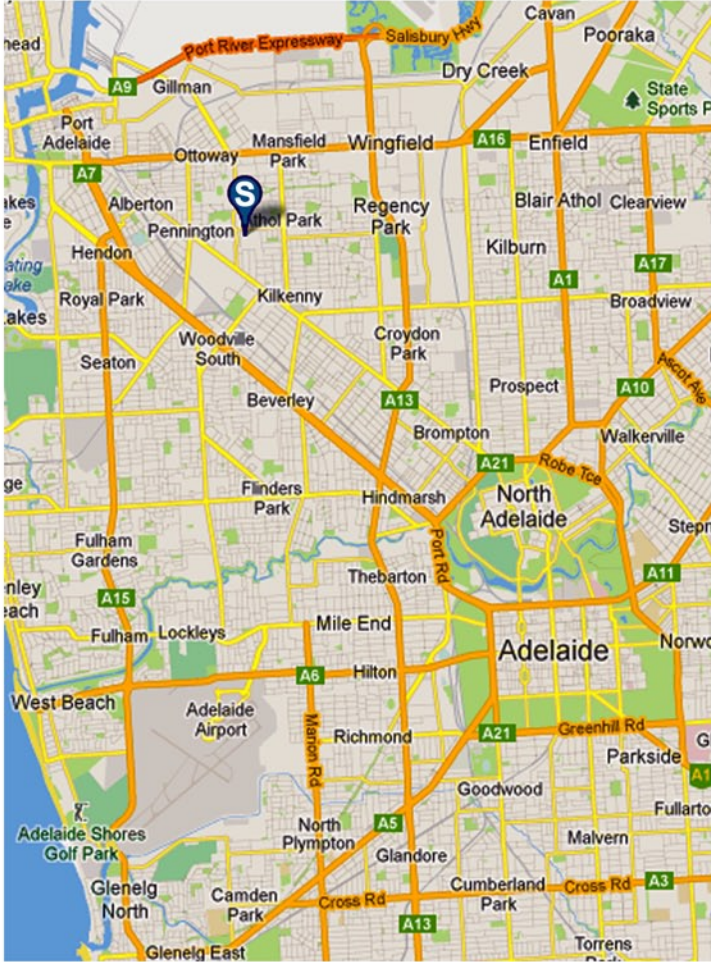 Cavan
head
Port River Expressway
Salisbury Hwy
Pooraka
Dry Creek
A9
Gillman
State
Sports P
Port
Adelaide
Mansfield
Park
Wingfield
A16
Enfield
Ottoway
A7
S
akes
e
Alberton
Athol Park
Regency
Park
Blair Athol
Clearview
Pennington
Kilburn
Hendon
A17
ating
ake
A1
Royal Park
Kilkenny
Broadview
akes
Woodville
South
Croydon
Park
Seaton
Ascot Ave
Prospect
A10
Beverley
A13
Brompton
Walkerville
A21
Robe Tce
ge
Flinders
Park
Hindmarsh
North
Adelaide
Stepn
Fulham
Gardens
Port Rd
Thebarton
A11
enley
each
A15
Mile End
Fulham
Lockleys
Adelaide
Norwo
A6
Hilton
West Beach
Adelaide
Airport
Marion Rd
Richmond
A21
Greenhill Rd
G
Parkside
A1
Goodwood
Fullarto
Adelaide Shores
Golf Park
North
Plympton
A5
Malvern
Glandore
Glenelg
North
Camden
Park
Cross Rd
Cumberland
Park
Cross Rd
A3
A13
Glenelg East
Torrens